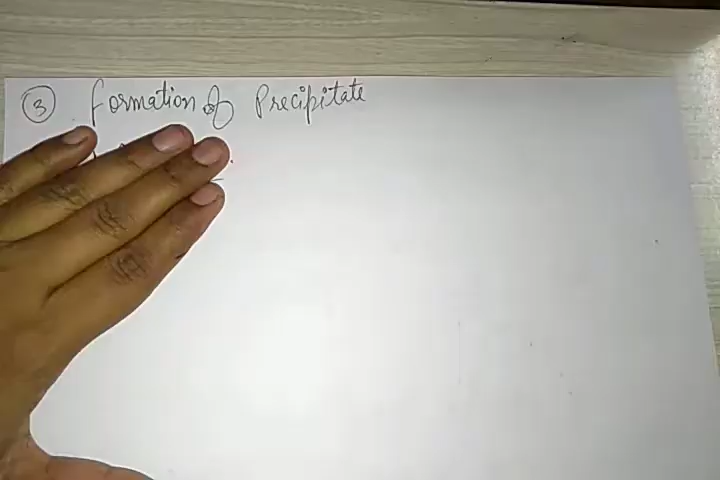 ③ Formation of Precipitate